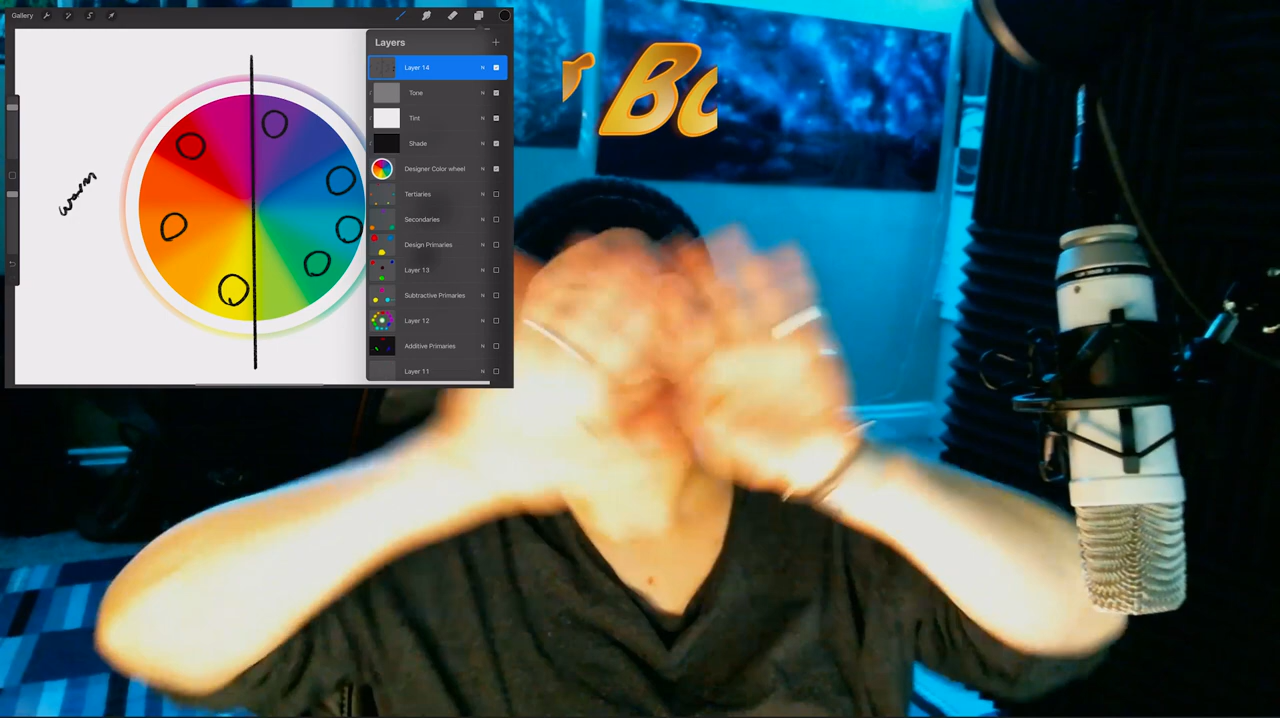 Gallery
Layers
Layer 14 N
Tone N
Tint N
Shade N
Designer Color wheel N
Tertiaries N
Secondaries N
Design Primaries N
Layer 13 N
Subtractive Primaries N
Layer 12 N
Additive Primaries N
Layer 11 N
warm
r Bo